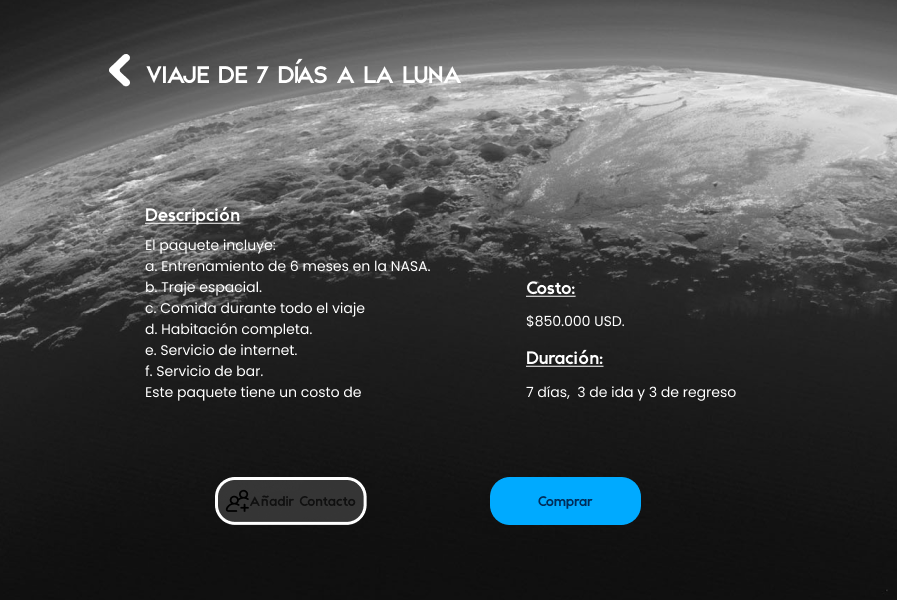 VIAJE DE 7 DÍAS A LA LUNA
Descripción
El paquete incluye:
a. Entrenamiento de 6 meses en la NASA.
b. Traje espacial.
c. Comida durante todo el viaje
d. Habitación completa.
e. Servicio de internet.
f. Servicio de bar.
Este paquete tiene un costo de
Costo:
$850.000 USD.
Duración:
7 días, 3 de ida y 3 de regreso
Añadir Contacto
Comprar